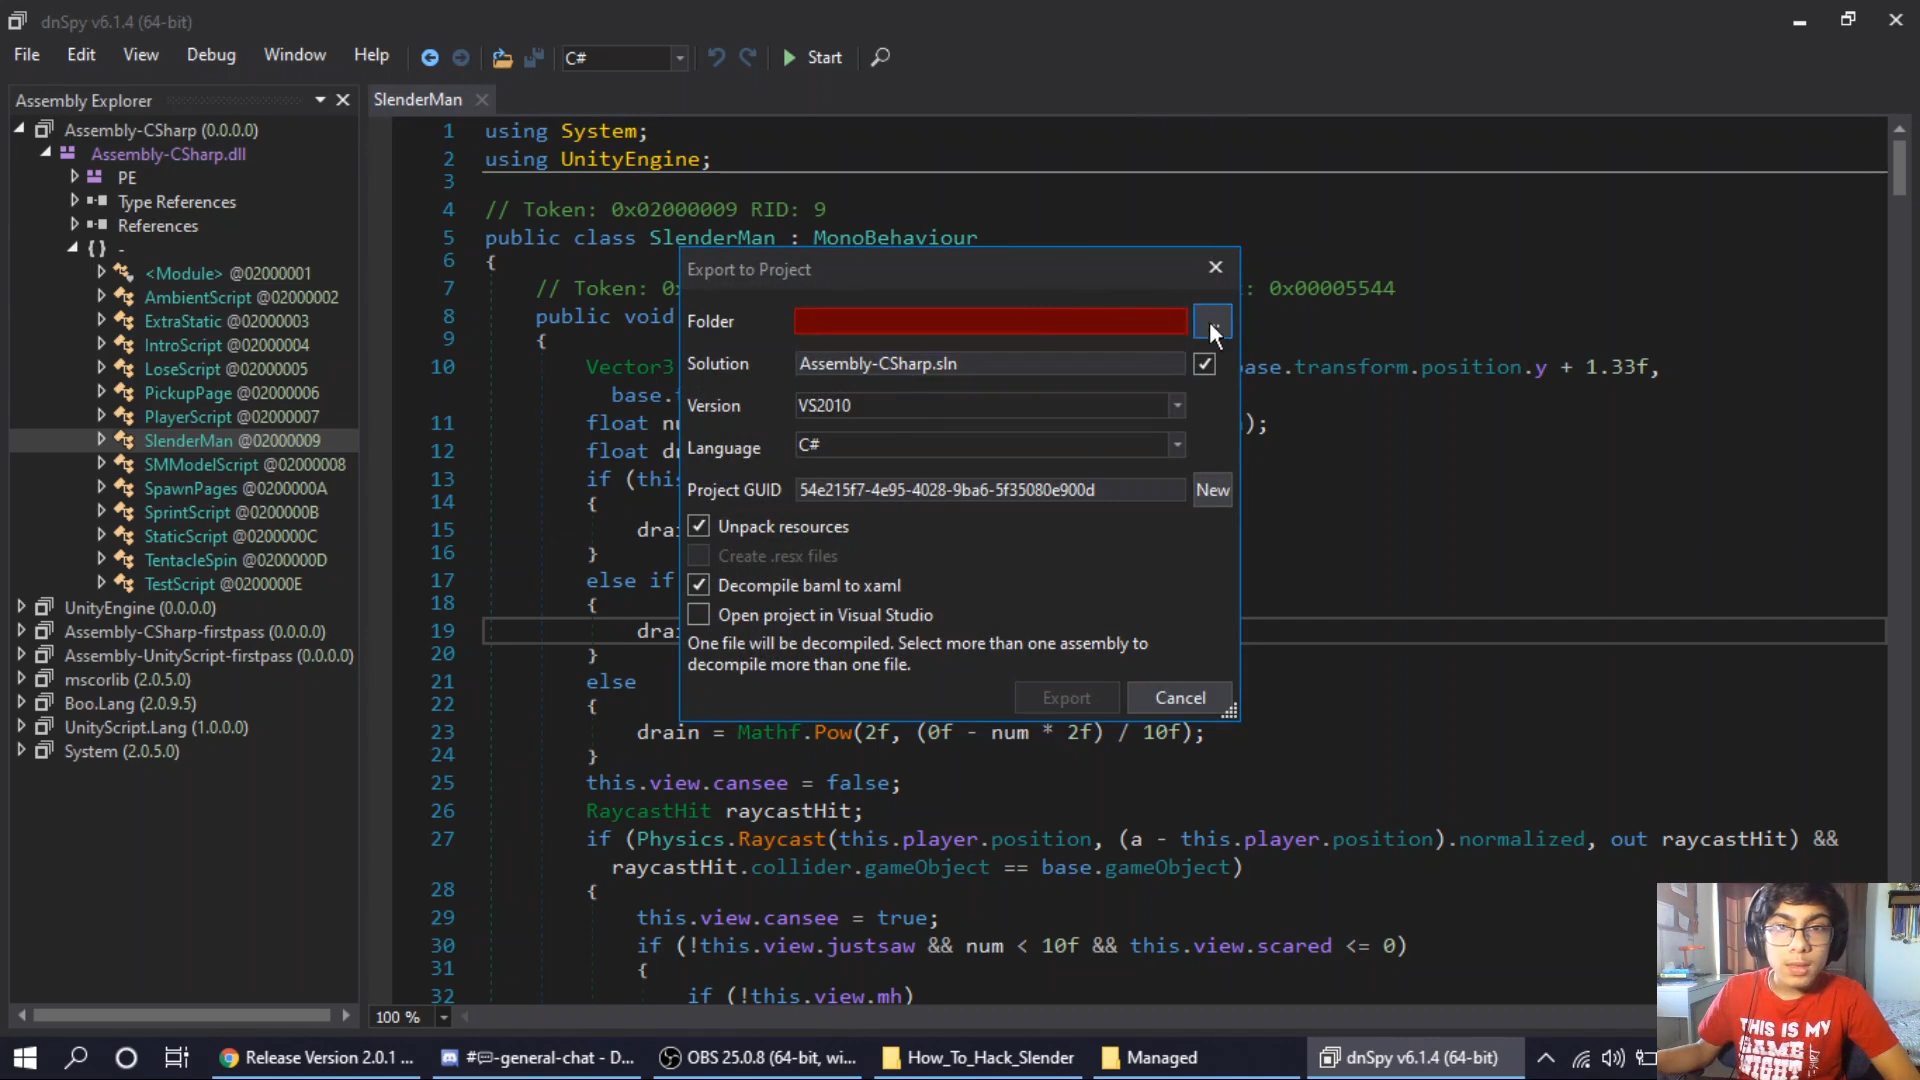 dnSpy v6.1.4 (64-bit)
File Edit View Debug Window Help C# Start
Assembly Explorer
SlenderMan
Assembly-CSharp (0.0.0.0)
Assembly-CSharp.dll
PE
Type References
References
{ } -
<Module> @02000001
AmbientScript @02000002
ExtraStatic @02000003
IntroScript @02000004
LoseScript @02000005
PickupPage @02000006
PlayerScript @02000007
SlenderMan @02000009
SMModelScript @02000008
SpawnPages @0200000A
SprintScript @0200000B
StaticScript @0200000C
TentacleSpin @0200000D
TestScript @0200000E
UnityEngine (0.0.0.0)
Assembly-CSharp-firstpass (0.0.0.0)
Assembly-UnityScript-firstpass (0.0.0.0)
mscorlib (2.0.5.0)
Boo.Lang (2.0.9.5)
UnityScript.Lang (1.0.0.0)
System (2.0.5.0)
1 using System;
2 using UnityEngine;
3
4 // Token: 0x02000009 RID: 9
5 public class SlenderMan : MonoBehaviour
6 {
7 // Token: : 0x00005544
8 public void
9 {
10 Vector3 ase.transform.position.y + 1.33f,
base.
11 float );
12 float
13 if
14 {
15
16 }
17 else if
18 {
19
20 }
21 else
22 {
23 drain = Mathf.Pow(2f, (0f - num * 2f) / 10f);
24 }
25 this.view.cansee = false;
26 RaycastHit raycastHit;
27 if (Physics.Raycast(this.player.position, (a - this.player.position).normalized, out raycastHit) &&
raycastHit.collider.gameObject == base.gameObject)
28 {
29 this.view.cansee = true;
30 if (!this.view.justsaw && num < 10f && this.view.scared <= 0)
31 {
32 if (!this.view.mh)
Export to Project
Folder
Solution Assembly-CSharp.sln
Version VS2010
Language C#
Project GUID 54e215f7-4e95-4028-9ba6-5f35080e900d New
Unpack resources
Create .resx files
Decompile baml to xaml
Open project in Visual Studio
One file will be decompiled. Select more than one assembly to
decompile more than one file.
Export Cancel
100 %
THIS IS MY
GAME
NIGHT
Release Version 2.0.1 ... #-general-chat - D... OBS 25.0.8 (64-bit, wi... How_To_Hack_Slender Managed dnSpy v6.1.4 (64-bit)